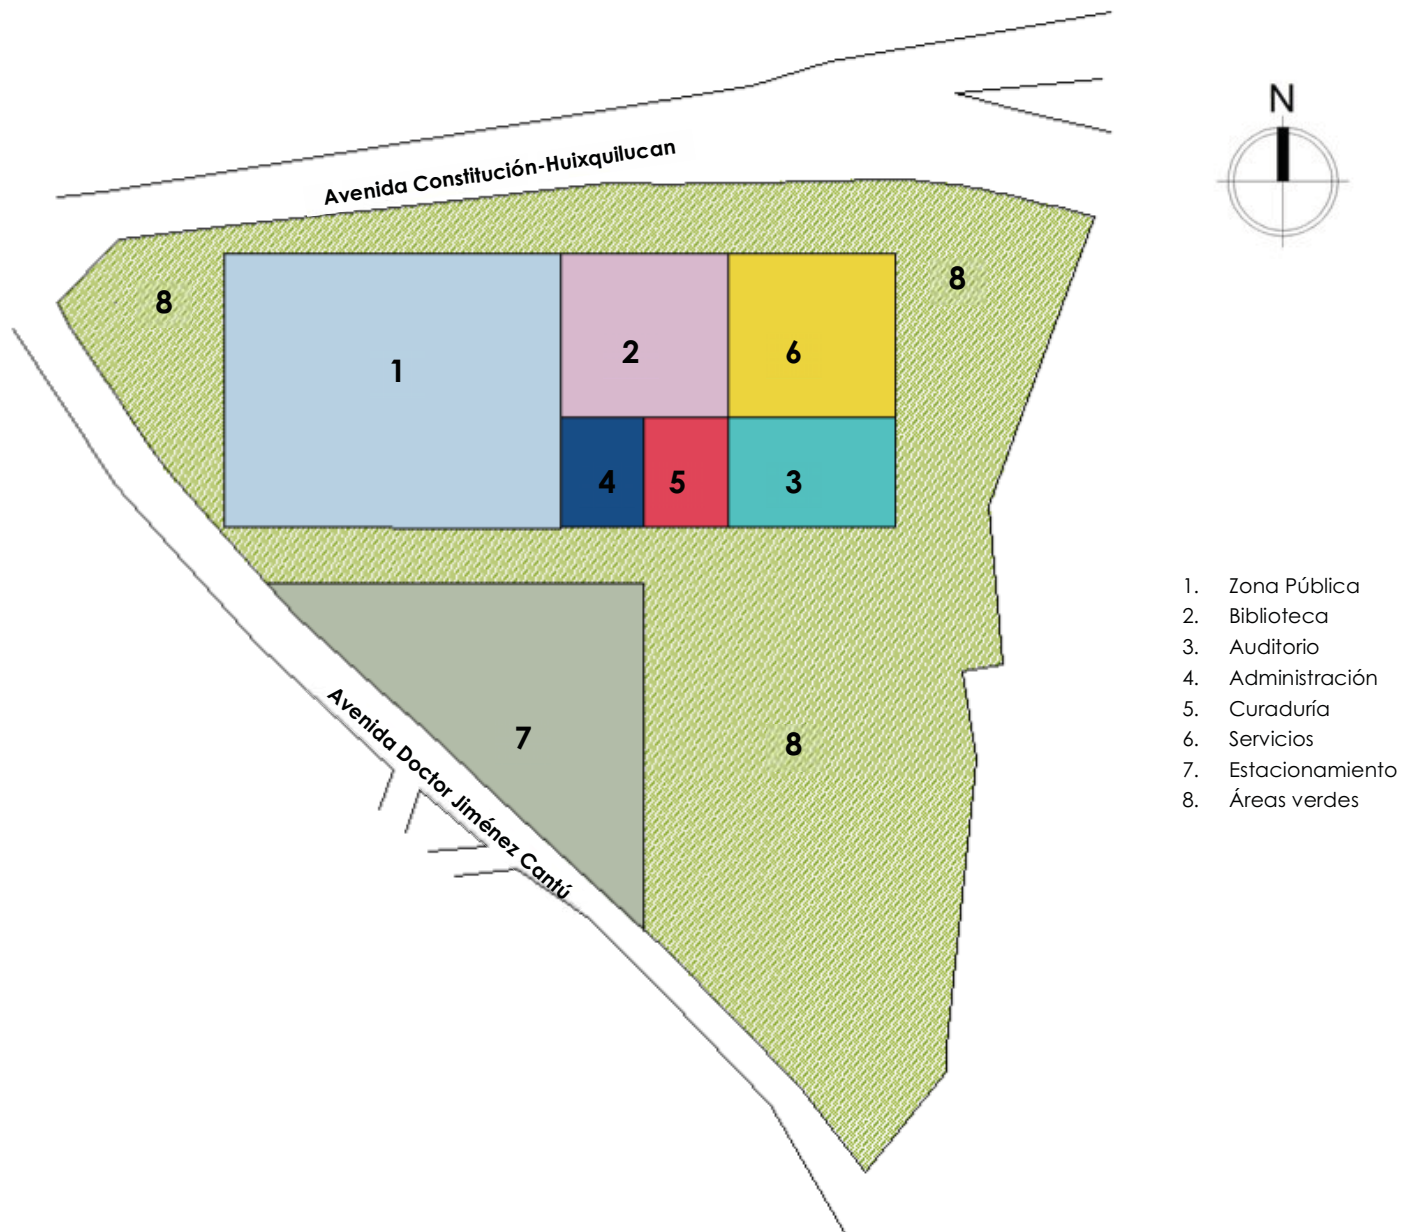 N
Avenida Constitución-Huixquilucan
8
8
1
2
6
4
5
3
7
8
Avenida Doctor Jiménez Cantú
1. Zona Pública
2. Biblioteca
3. Auditorio
4. Administración
5. Curaduría
6. Servicios
7. Estacionamiento
8. Áreas verdes